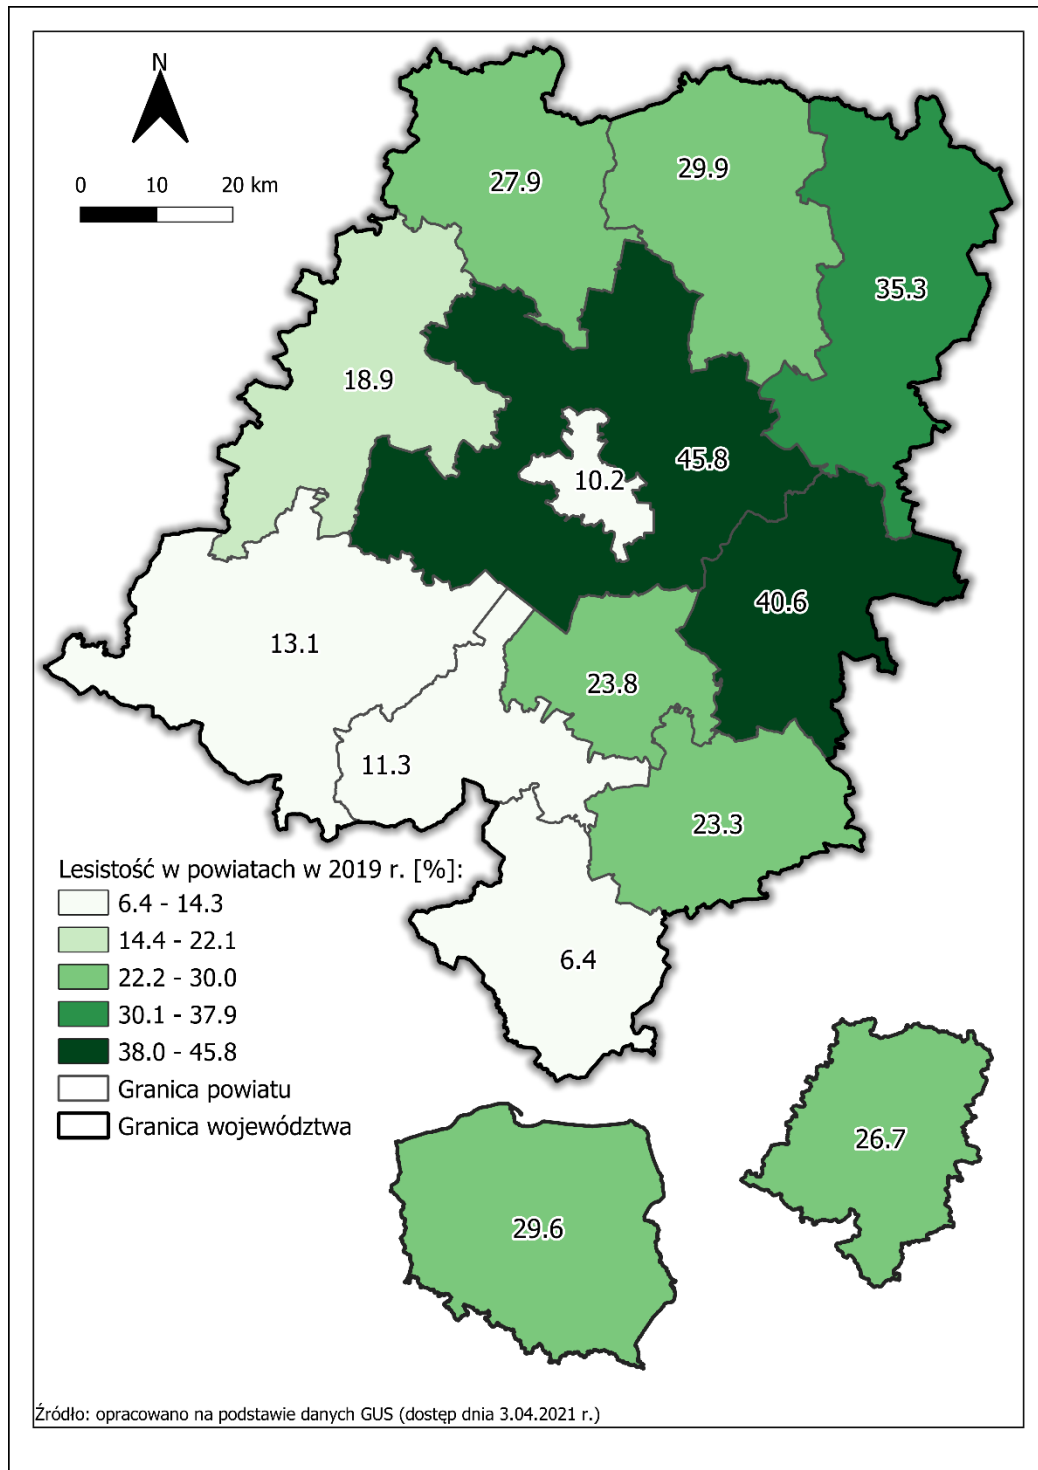 N
0 10 20 km
27.9
29.9
35.3
18.9
45.8
10.2
40.6
13.1
23.8
11.3
23.3
6.4
Lesistość w powiatach w 2019 r. [%]:
6.4 - 14.3
14.4 - 22.1
22.2 - 30.0
30.1 - 37.9
38.0 - 45.8
Granica powiatu
Granica województwa
26.7
29.6
Źródło: opracowano na podstawie danych GUS (dostęp dnia 3.04.2021 r.)